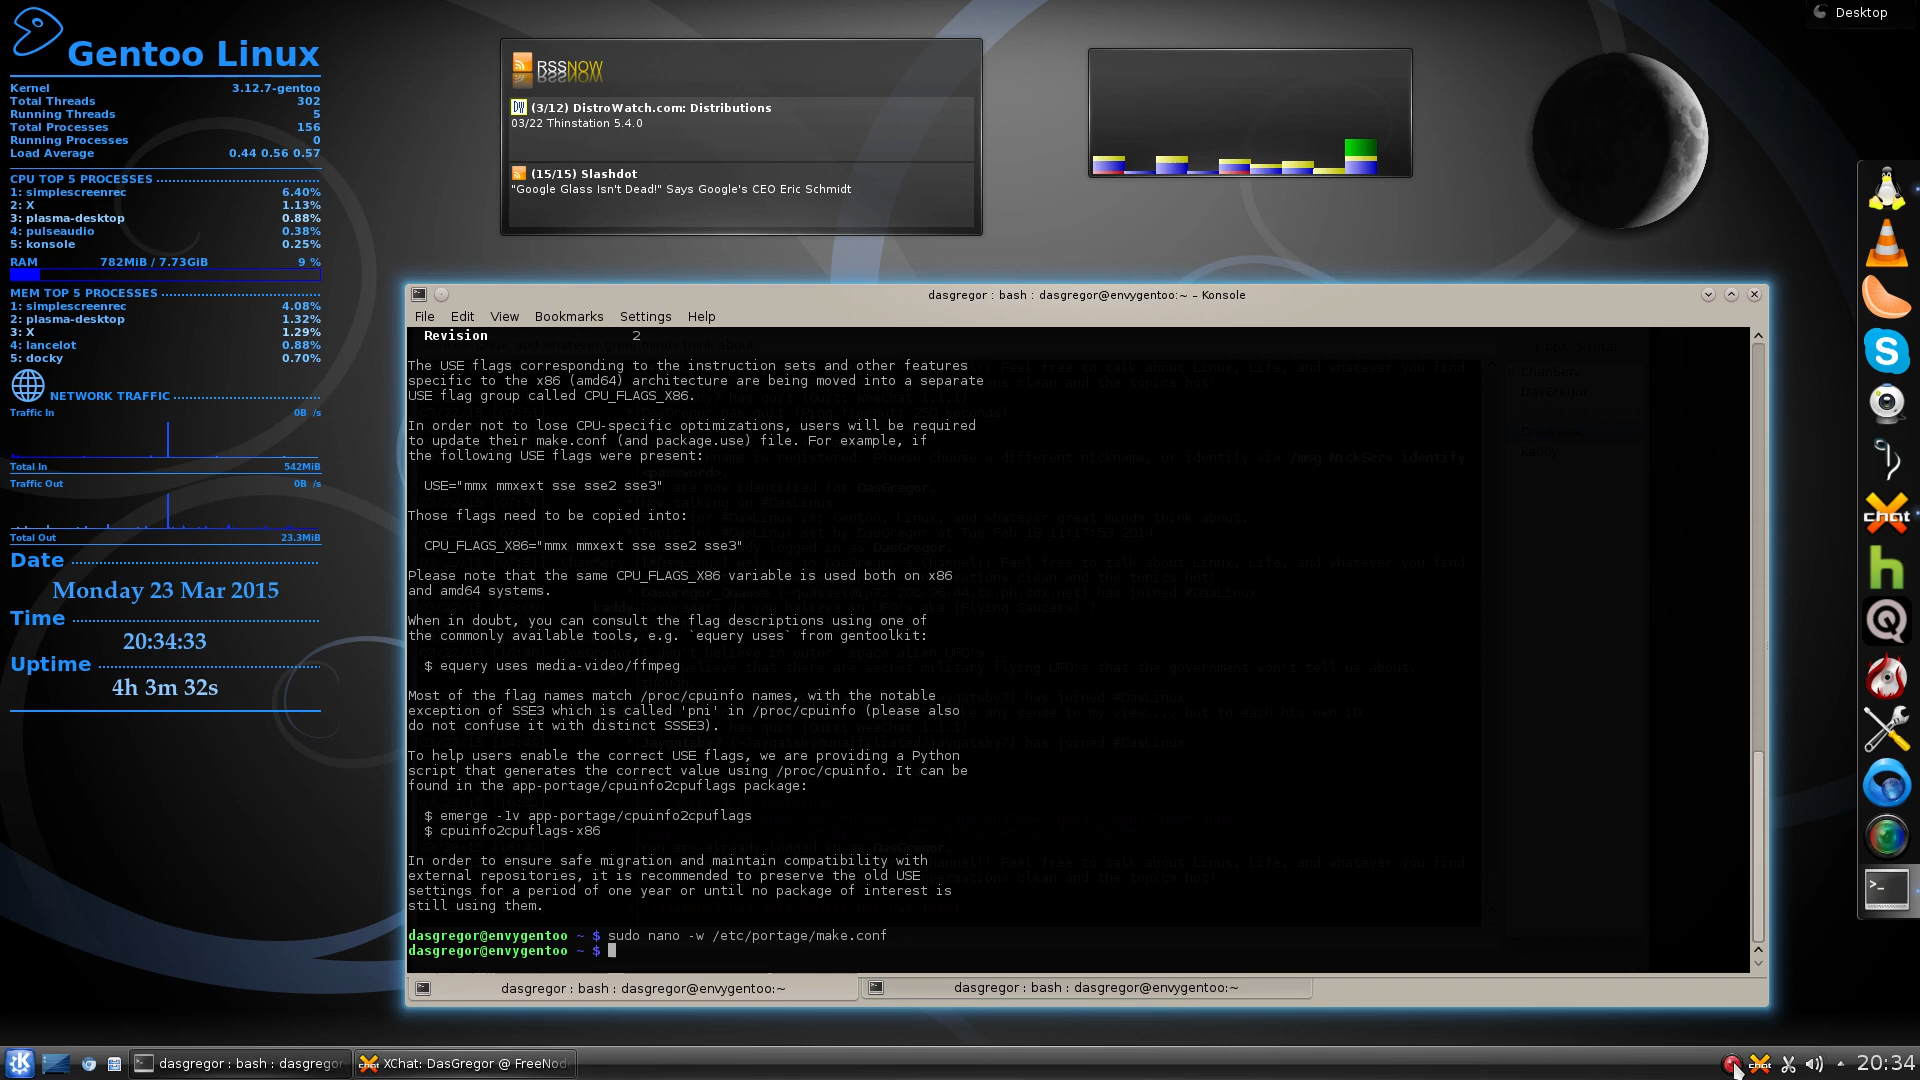 Desktop
Gentoo Linux
Kernel 3.12.7-gentoo
Total Threads 302
Running Threads 5
Total Processes 156
Running Processes 0
Load Average 0.44 0.56 0.57
CPU TOP 5 PROCESSES
1: simplescreenrec 6.40%
2: X 1.13%
3: plasma-desktop 0.88%
4: pulseaudio 0.38%
5: konsole 0.25%
RAM 782MiB / 7.73GiB 9 %
MEM TOP 5 PROCESSES
1: simplescreenrec 4.08%
2: plasma-desktop 1.32%
3: X 1.29%
4: lancelot 0.88%
5: docky 0.70%
NETWORK TRAFFIC
Traffic In 0B /s
Total In 542MiB
Traffic Out 0B /s
Total Out 23.3MiB
Date
Monday 23 Mar 2015
Time
20:34:33
Uptime
4h 3m 32s
RSSNOW
DW (3/12) DistroWatch.com: Distributions
03/22 Thinstation 5.4.0
(15/15) Slashdot
"Google Glass Isn't Dead!" Says Google's CEO Eric Schmidt
dasgregor : bash : dasgregor@envygentoo:~ – Konsole
File Edit View Bookmarks Settings Help
Revision 2
The USE flags corresponding to the instruction sets and other features
specific to the x86 (amd64) architecture are being moved into a separate
USE flag group called CPU_FLAGS_X86.
In order not to lose CPU-specific optimizations, users will be required
to update their make.conf (and package.use) file. For example, if
the following USE flags were present:
USE="mmx mmxext sse sse2 sse3"
Those flags need to be copied into:
CPU_FLAGS_X86="mmx mmxext sse sse2 sse3"
Please note that the same CPU_FLAGS_X86 variable is used both on x86
and amd64 systems.
When in doubt, you can consult the flag descriptions using one of
the commonly available tools, e.g. `equery uses` from gentoolkit:
$ equery uses media-video/ffmpeg
Most of the flag names match /proc/cpuinfo names, with the notable
exception of SSE3 which is called 'pni' in /proc/cpuinfo (please also
do not confuse it with distinct SSSE3).
To help users enable the correct USE flags, we are providing a Python
script that generates the correct value using /proc/cpuinfo. It can be
found in the app-portage/cpuinfo2cpuflags package:
$ emerge -1v app-portage/cpuinfo2cpuflags
$ cpuinfo2cpuflags-x86
In order to ensure safe migration and maintain compatibility with
external repositories, it is recommended to preserve the old USE
settings for a period of one year or until no package of interest is
still using them.
dasgregor@envygentoo ~ $ sudo nano -w /etc/portage/make.conf
dasgregor@envygentoo ~ $
dasgregor : bash : dasgregor@envygentoo:~
dasgregor : bash : dasgregor@envygentoo:~
dasgregor : bash : dasgregor
XChat: DasGregor @ FreeNod
20:34